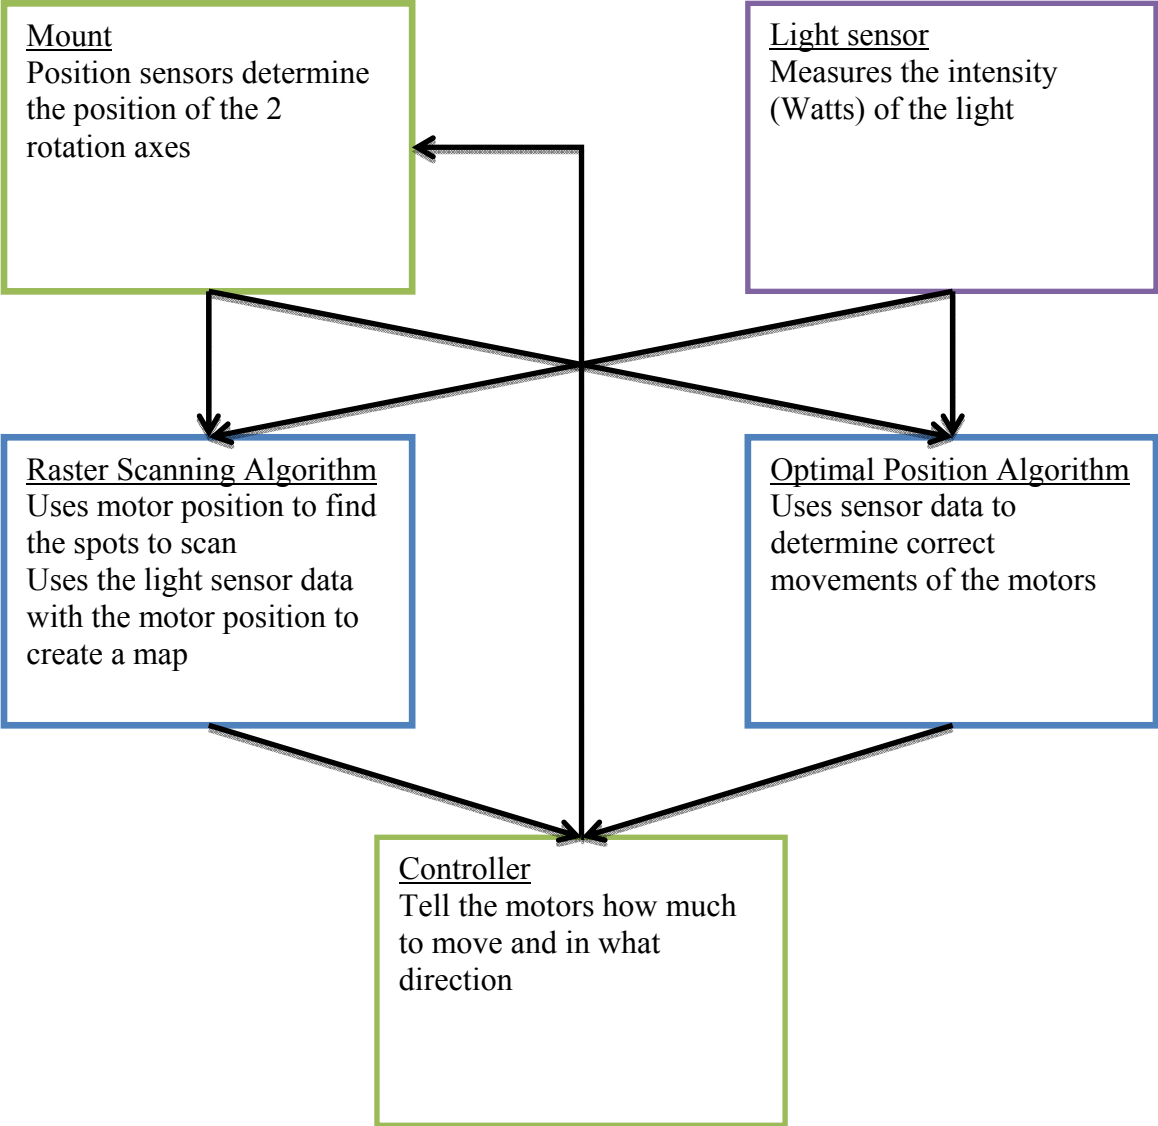 Mount
Position sensors determine
the position of the 2
rotation axes
Light sensor
Measures the intensity
(Watts) of the light
Raster Scanning Algorithm
Uses motor position to find
the spots to scan
Uses the light sensor data
with the motor position to
create a map
Optimal Position Algorithm
Uses sensor data to
determine correct
movements of the motors
Controller
Tell the motors how much
to move and in what
direction